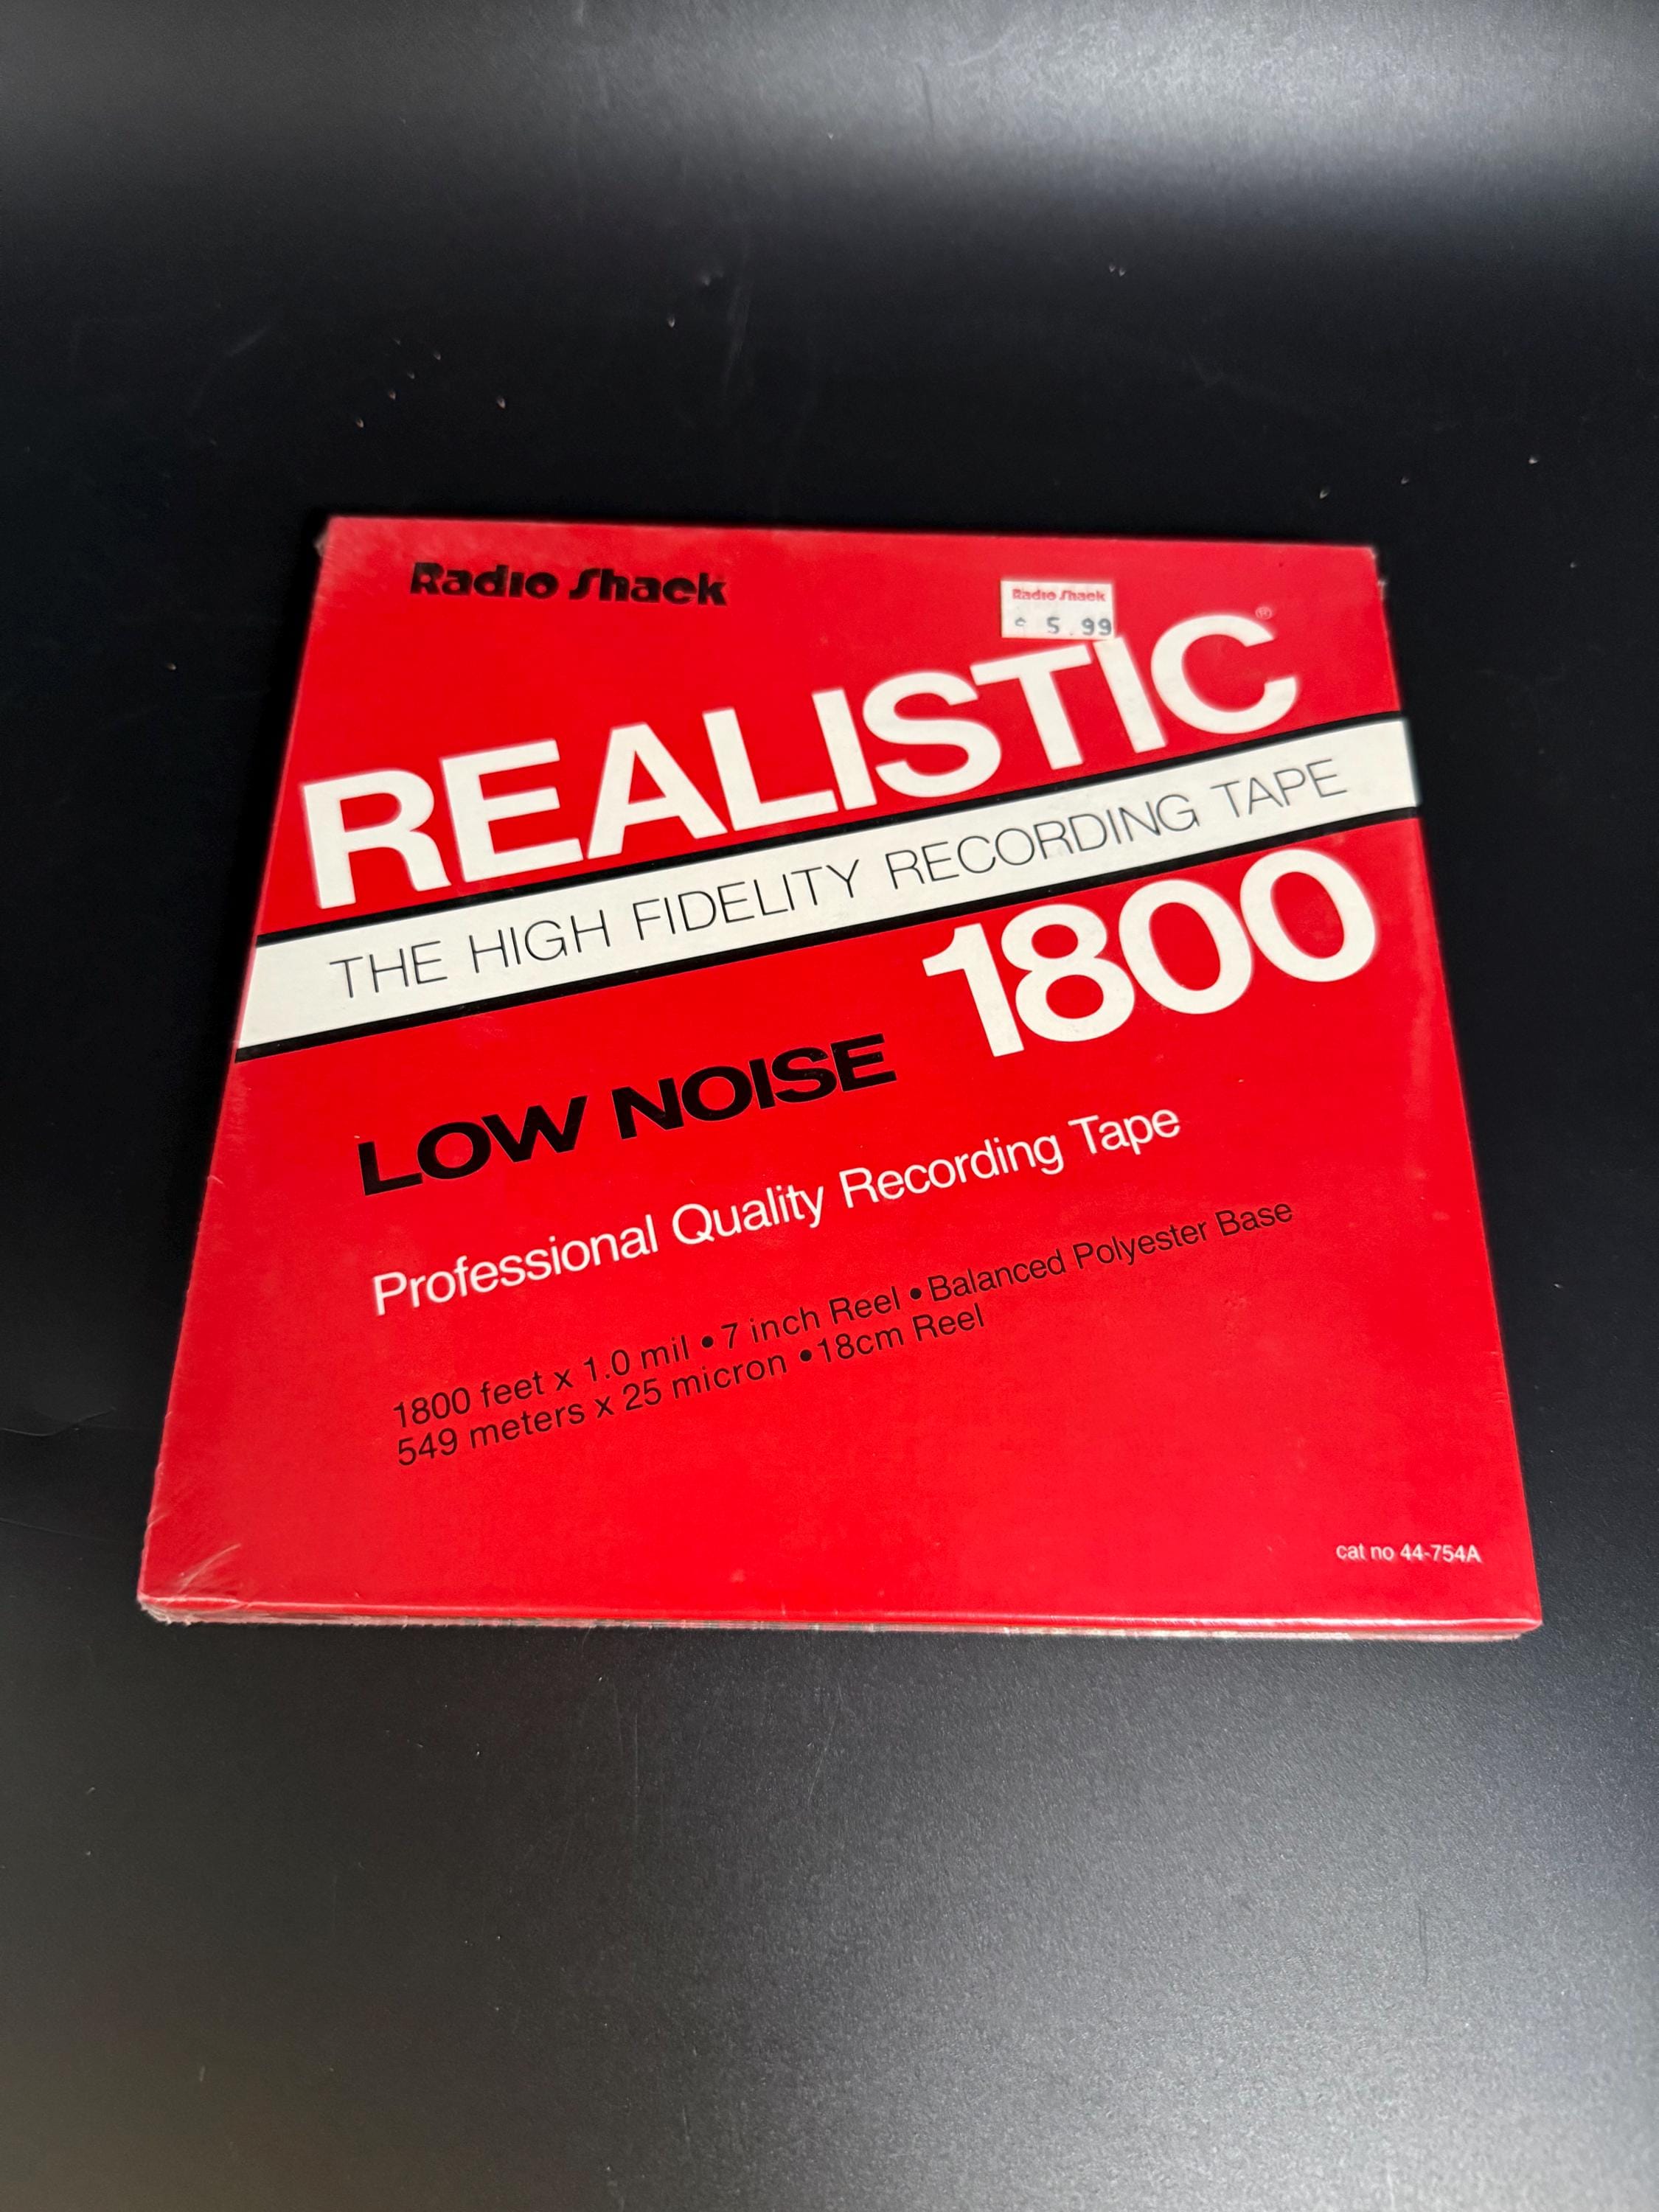 Radio Shack
Radio Shack
5.99
REALISTIC®
THE HIGH FIDELITY RECORDING TAPE
1800
LOW NOISE
Professional Quality Recording Tape
1800 feet x 1.0 mil • 7 inch Reel • Balanced Polyester Base
549 meters x 25 micron • 18cm Reel
cat no 44-754A